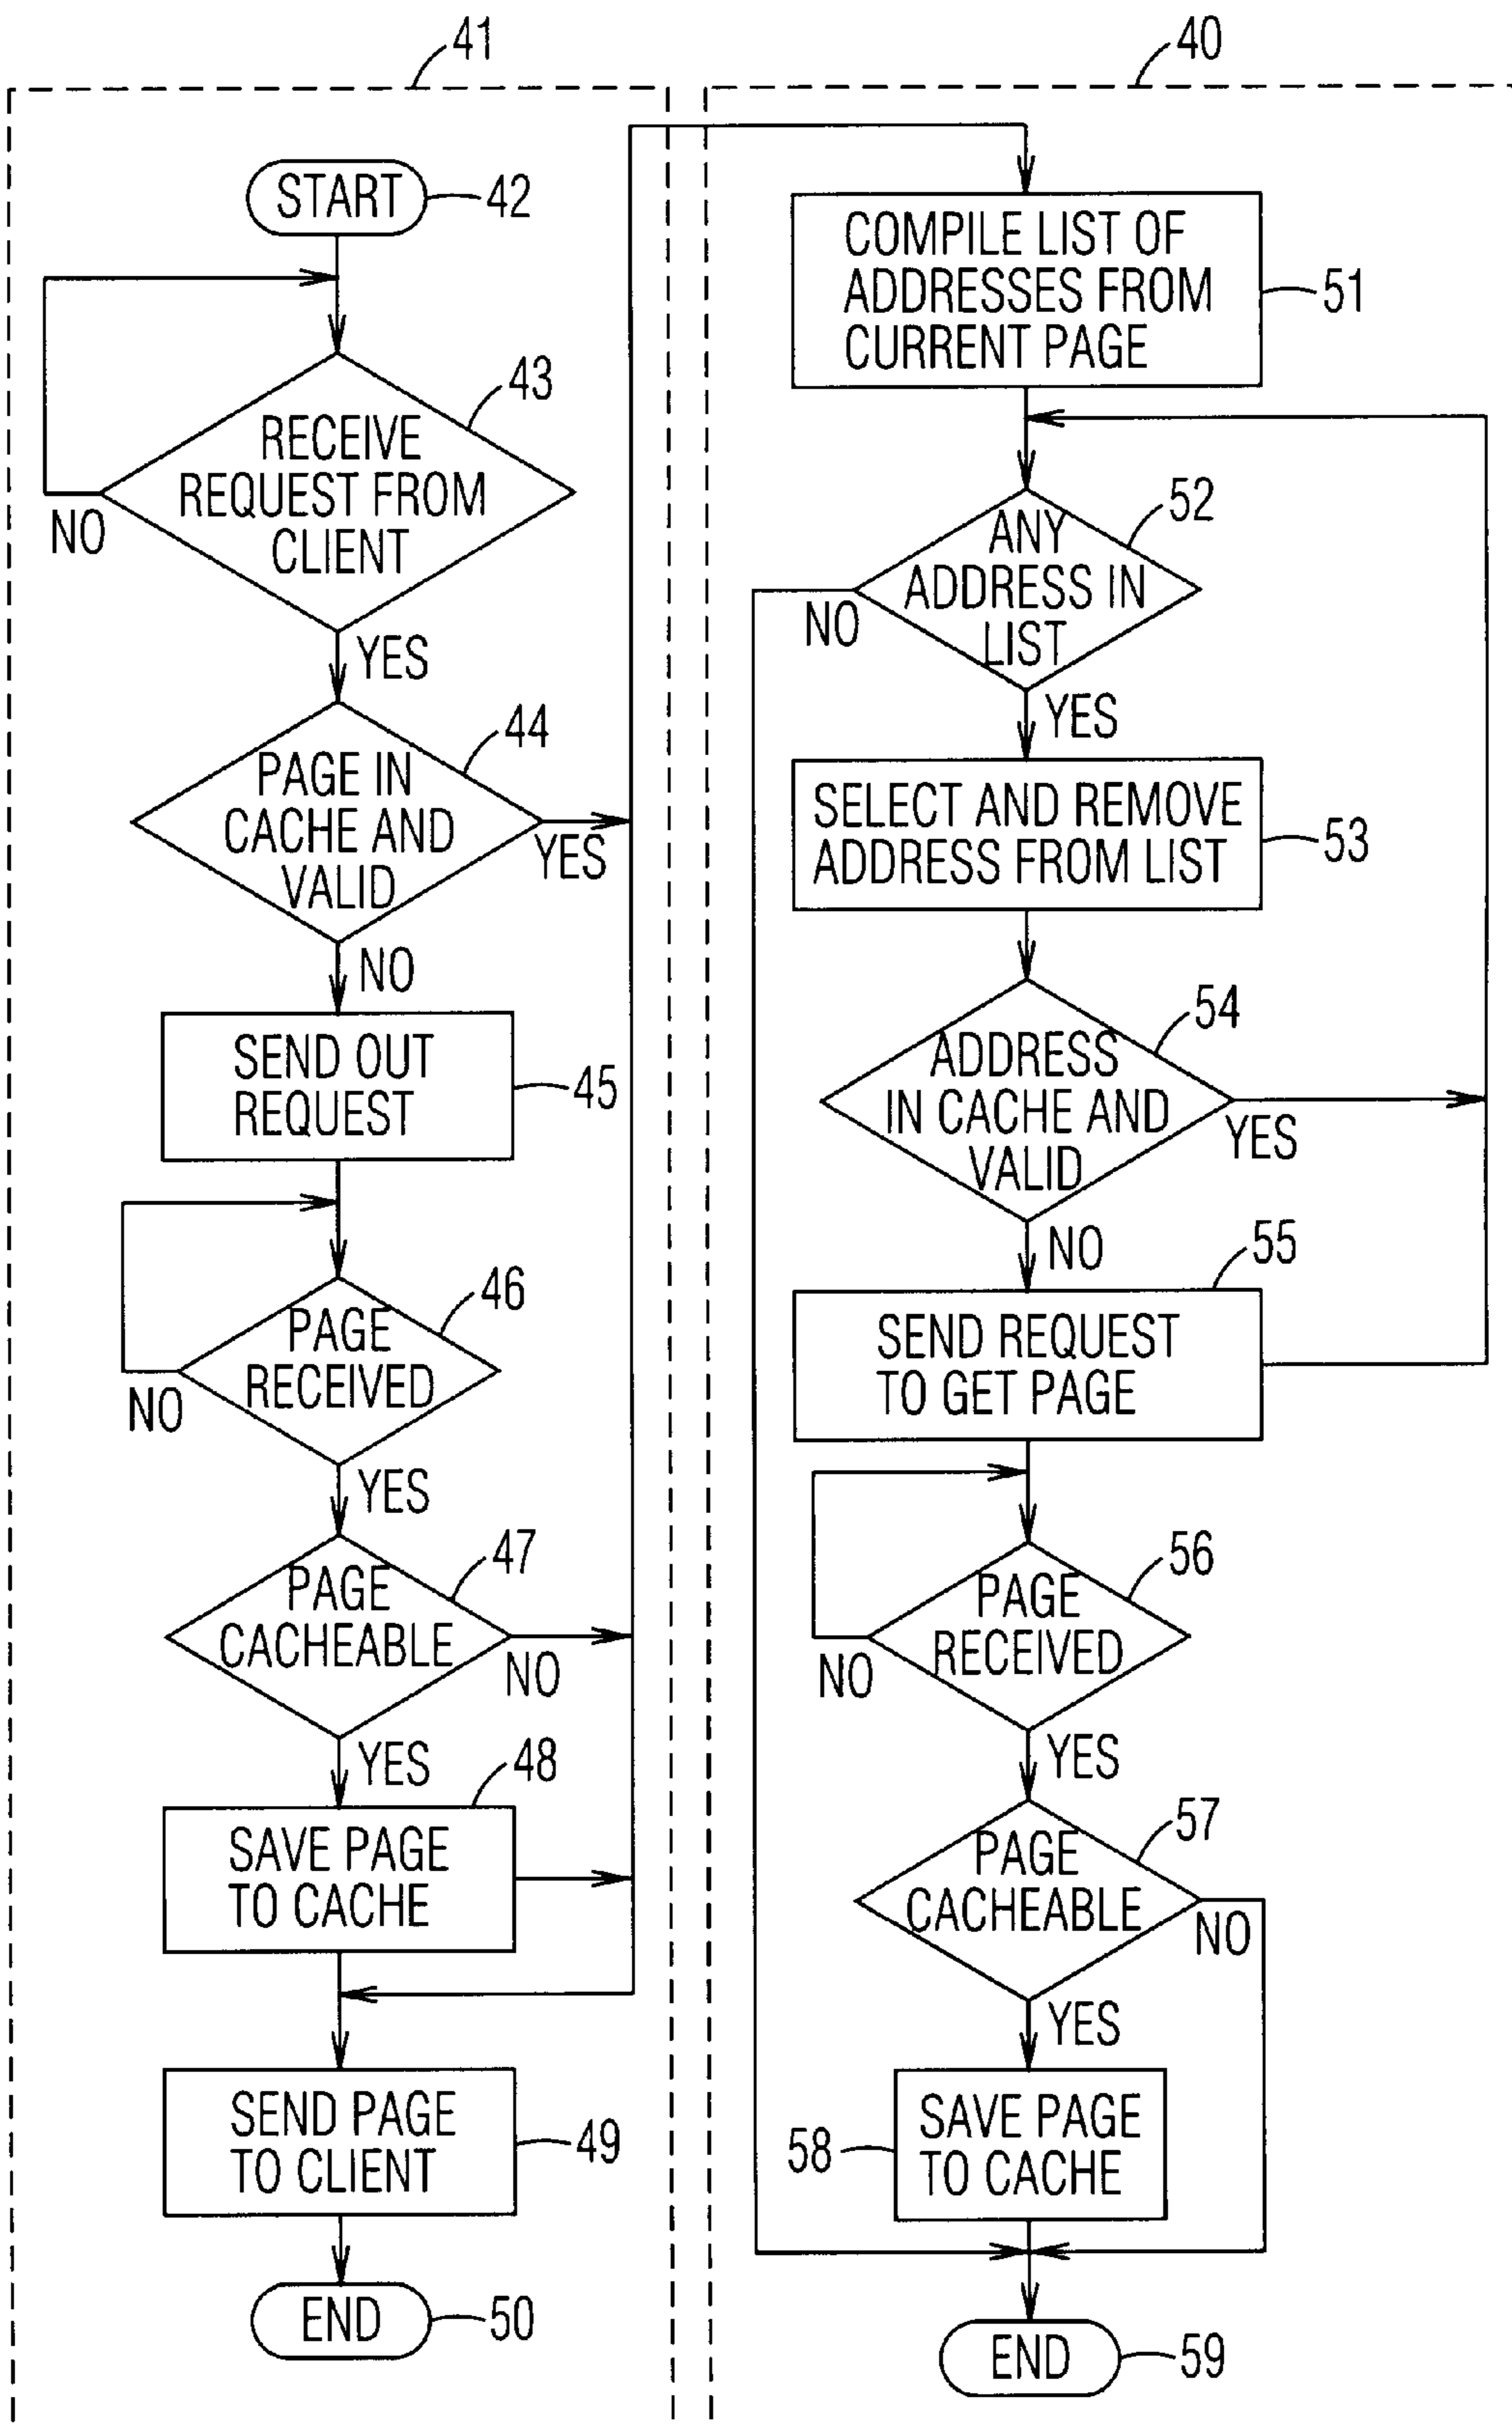 41
START
42
43
RECEIVE
REQUEST FROM
CLIENT
NO
YES
44
PAGE IN
CACHE AND
VALID
YES
NO
SEND OUT
REQUEST
45
46
PAGE
RECEIVED
NO
YES
47
PAGE
CACHEABLE
NO
YES
48
SAVE PAGE
TO CACHE
SEND PAGE
TO CLIENT
49
END
50
40
COMPILE LIST OF
ADDRESSES FROM
CURRENT PAGE
51
52
ANY
ADDRESS IN
LIST
NO
YES
SELECT AND REMOVE
ADDRESS FROM LIST
53
54
ADDRESS
IN CACHE AND
VALID
YES
NO
55
SEND REQUEST
TO GET PAGE
56
PAGE
RECEIVED
NO
YES
57
PAGE
CACHEABLE
NO
YES
SAVE PAGE
TO CACHE
58
END
59